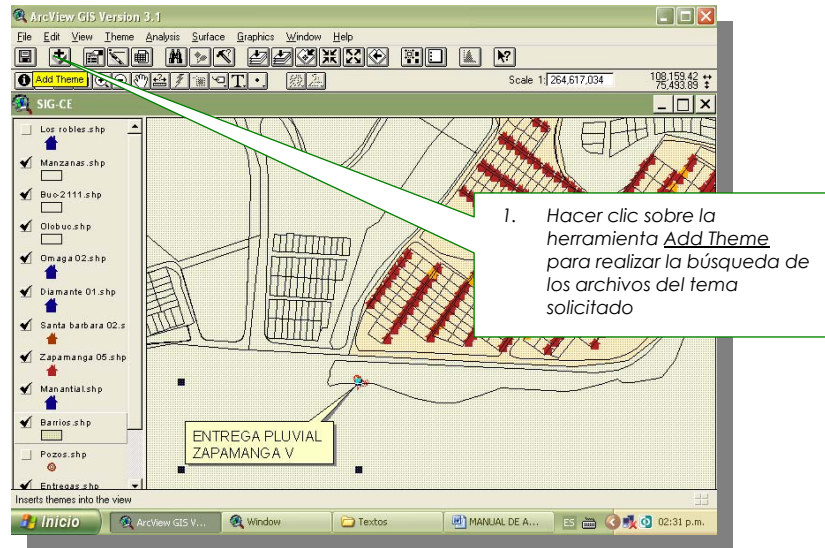 ArcView GIS Version 3.1
File Edit View Theme Analysis Surface Graphics Window Help
Add Theme
T
Scale 1: 264,617,034
108,159.42
75,493.89
SIG-CE
Los robles.shp
Manzanas.shp
Buc-2111.shp
Olobuc.shp
Omaga 02.shp
Diamante 01.shp
Santa barbara 02.s
Zapamanga 05.shp
Manantial.shp
Barrios.shp
Pozos.shp
Entregas.shp
1. Hacer clic sobre la
herramienta Add Theme
para realizar la búsqueda de
los archivos del tema
solicitado
ENTREGA PLUVIAL
ZAPAMANGA V
Inserts themes into the view
Inicio
ArcView GIS V...
Window
Textos
MANUAL DE A...
ES
02:31 p.m.